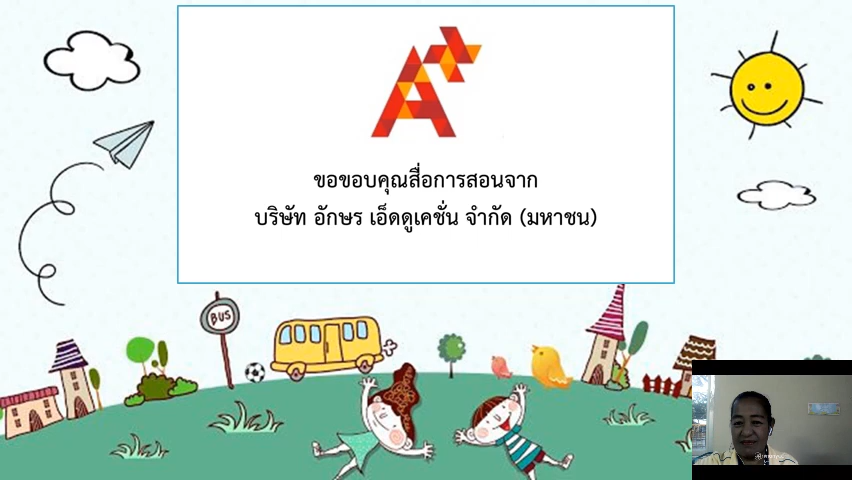 ขอขอบคุณสื่อการสอนจาก
บริษัท อักษร เอ็ดดูเคชั่น จำกัด (มหาชน)
BUS